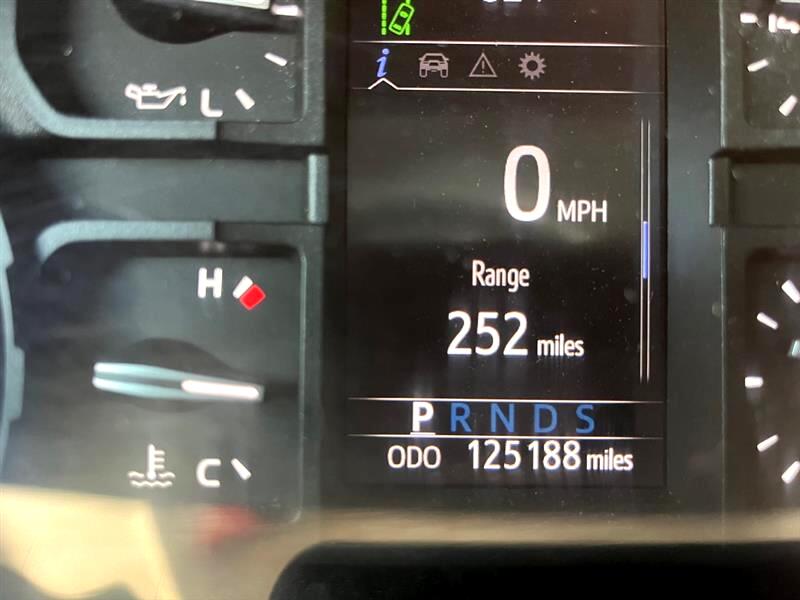 L
i
0 MPH
Range
252 miles
H
P R N D S
C
ODO 125188 miles